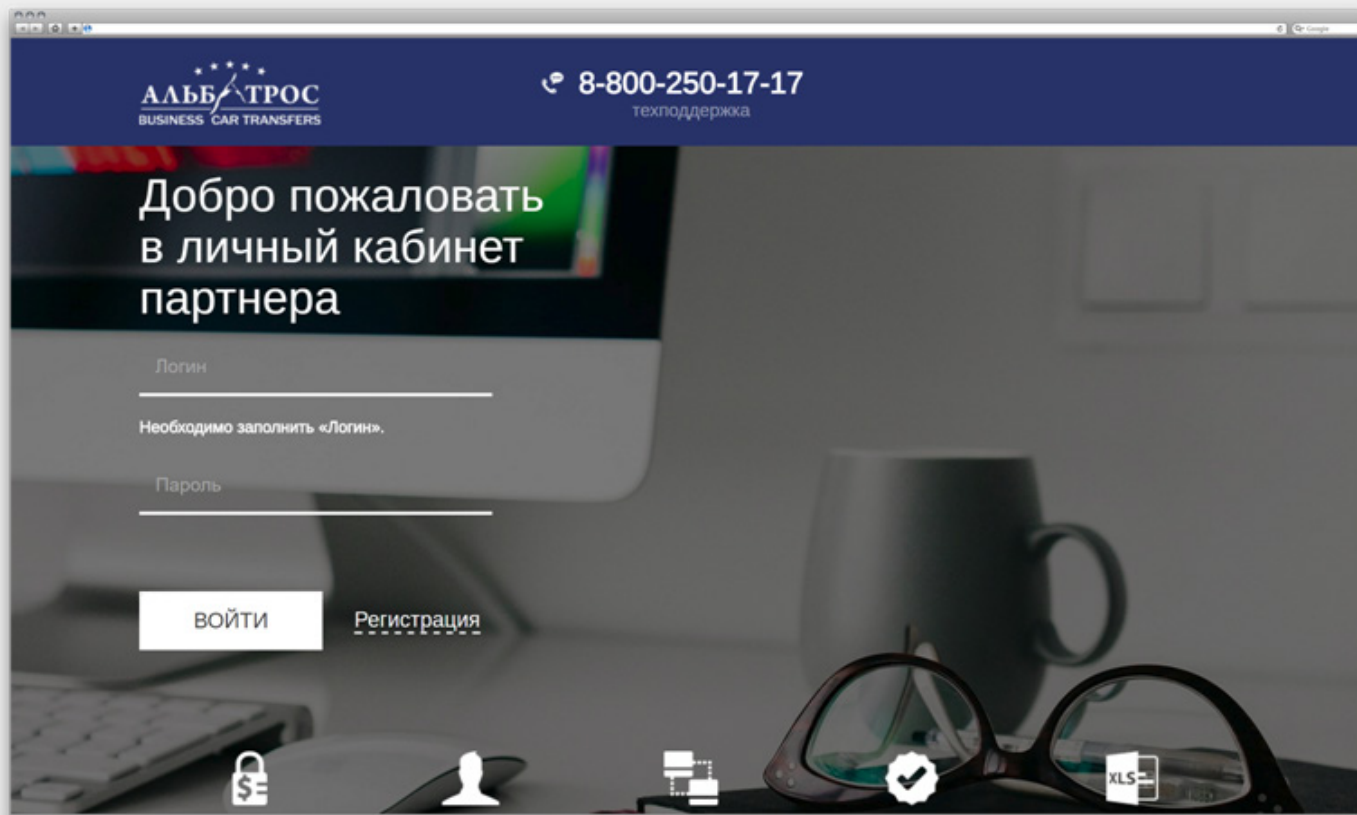 Google
АЛЬБАТРОС
BUSINESS CAR TRANSFERS
8-800-250-17-17
техподдержка
Добро пожаловать
в личный кабинет
партнера
Логин
Необходимо заполнить «Логин».
Пароль
ВОЙТИ
Регистрация
$
XLS